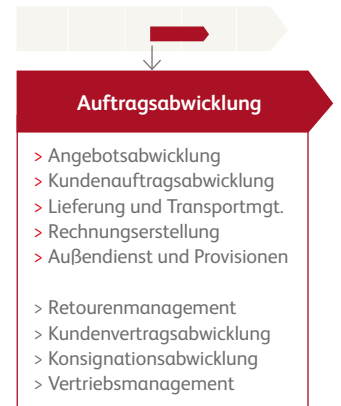 Auftragsabwicklung
> Angebotsabwicklung
> Kundenauftragsabwicklung
> Lieferung und Transportmgt.
> Rechnungserstellung
> Außendienst und Provisionen
> Retourenmanagement
> Kundenvertragsabwicklung
> Konsignationsabwicklung
> Vertriebsmanagement